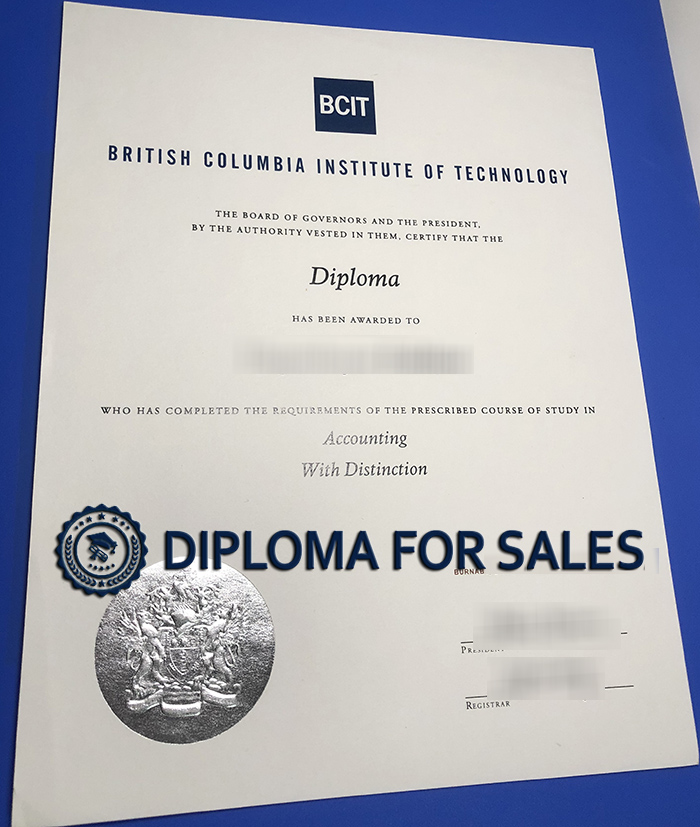 BCIT
BRITISH COLUMBIA INSTITUTE OF TECHNOLOGY
THE BOARD OF GOVERNORS AND THE PRESIDENT,
BY THE AUTHORITY VESTED IN THEM, CERTIFY THAT THE
Diploma
HAS BEEN AWARDED TO
WHO HAS COMPLETED THE REQUIREMENTS OF THE PRESCRIBED COURSE OF STUDY IN
Accounting
With Distinction
DIPLOMA FOR SALES
BURNAB
PRESIDENT
REGISTRAR